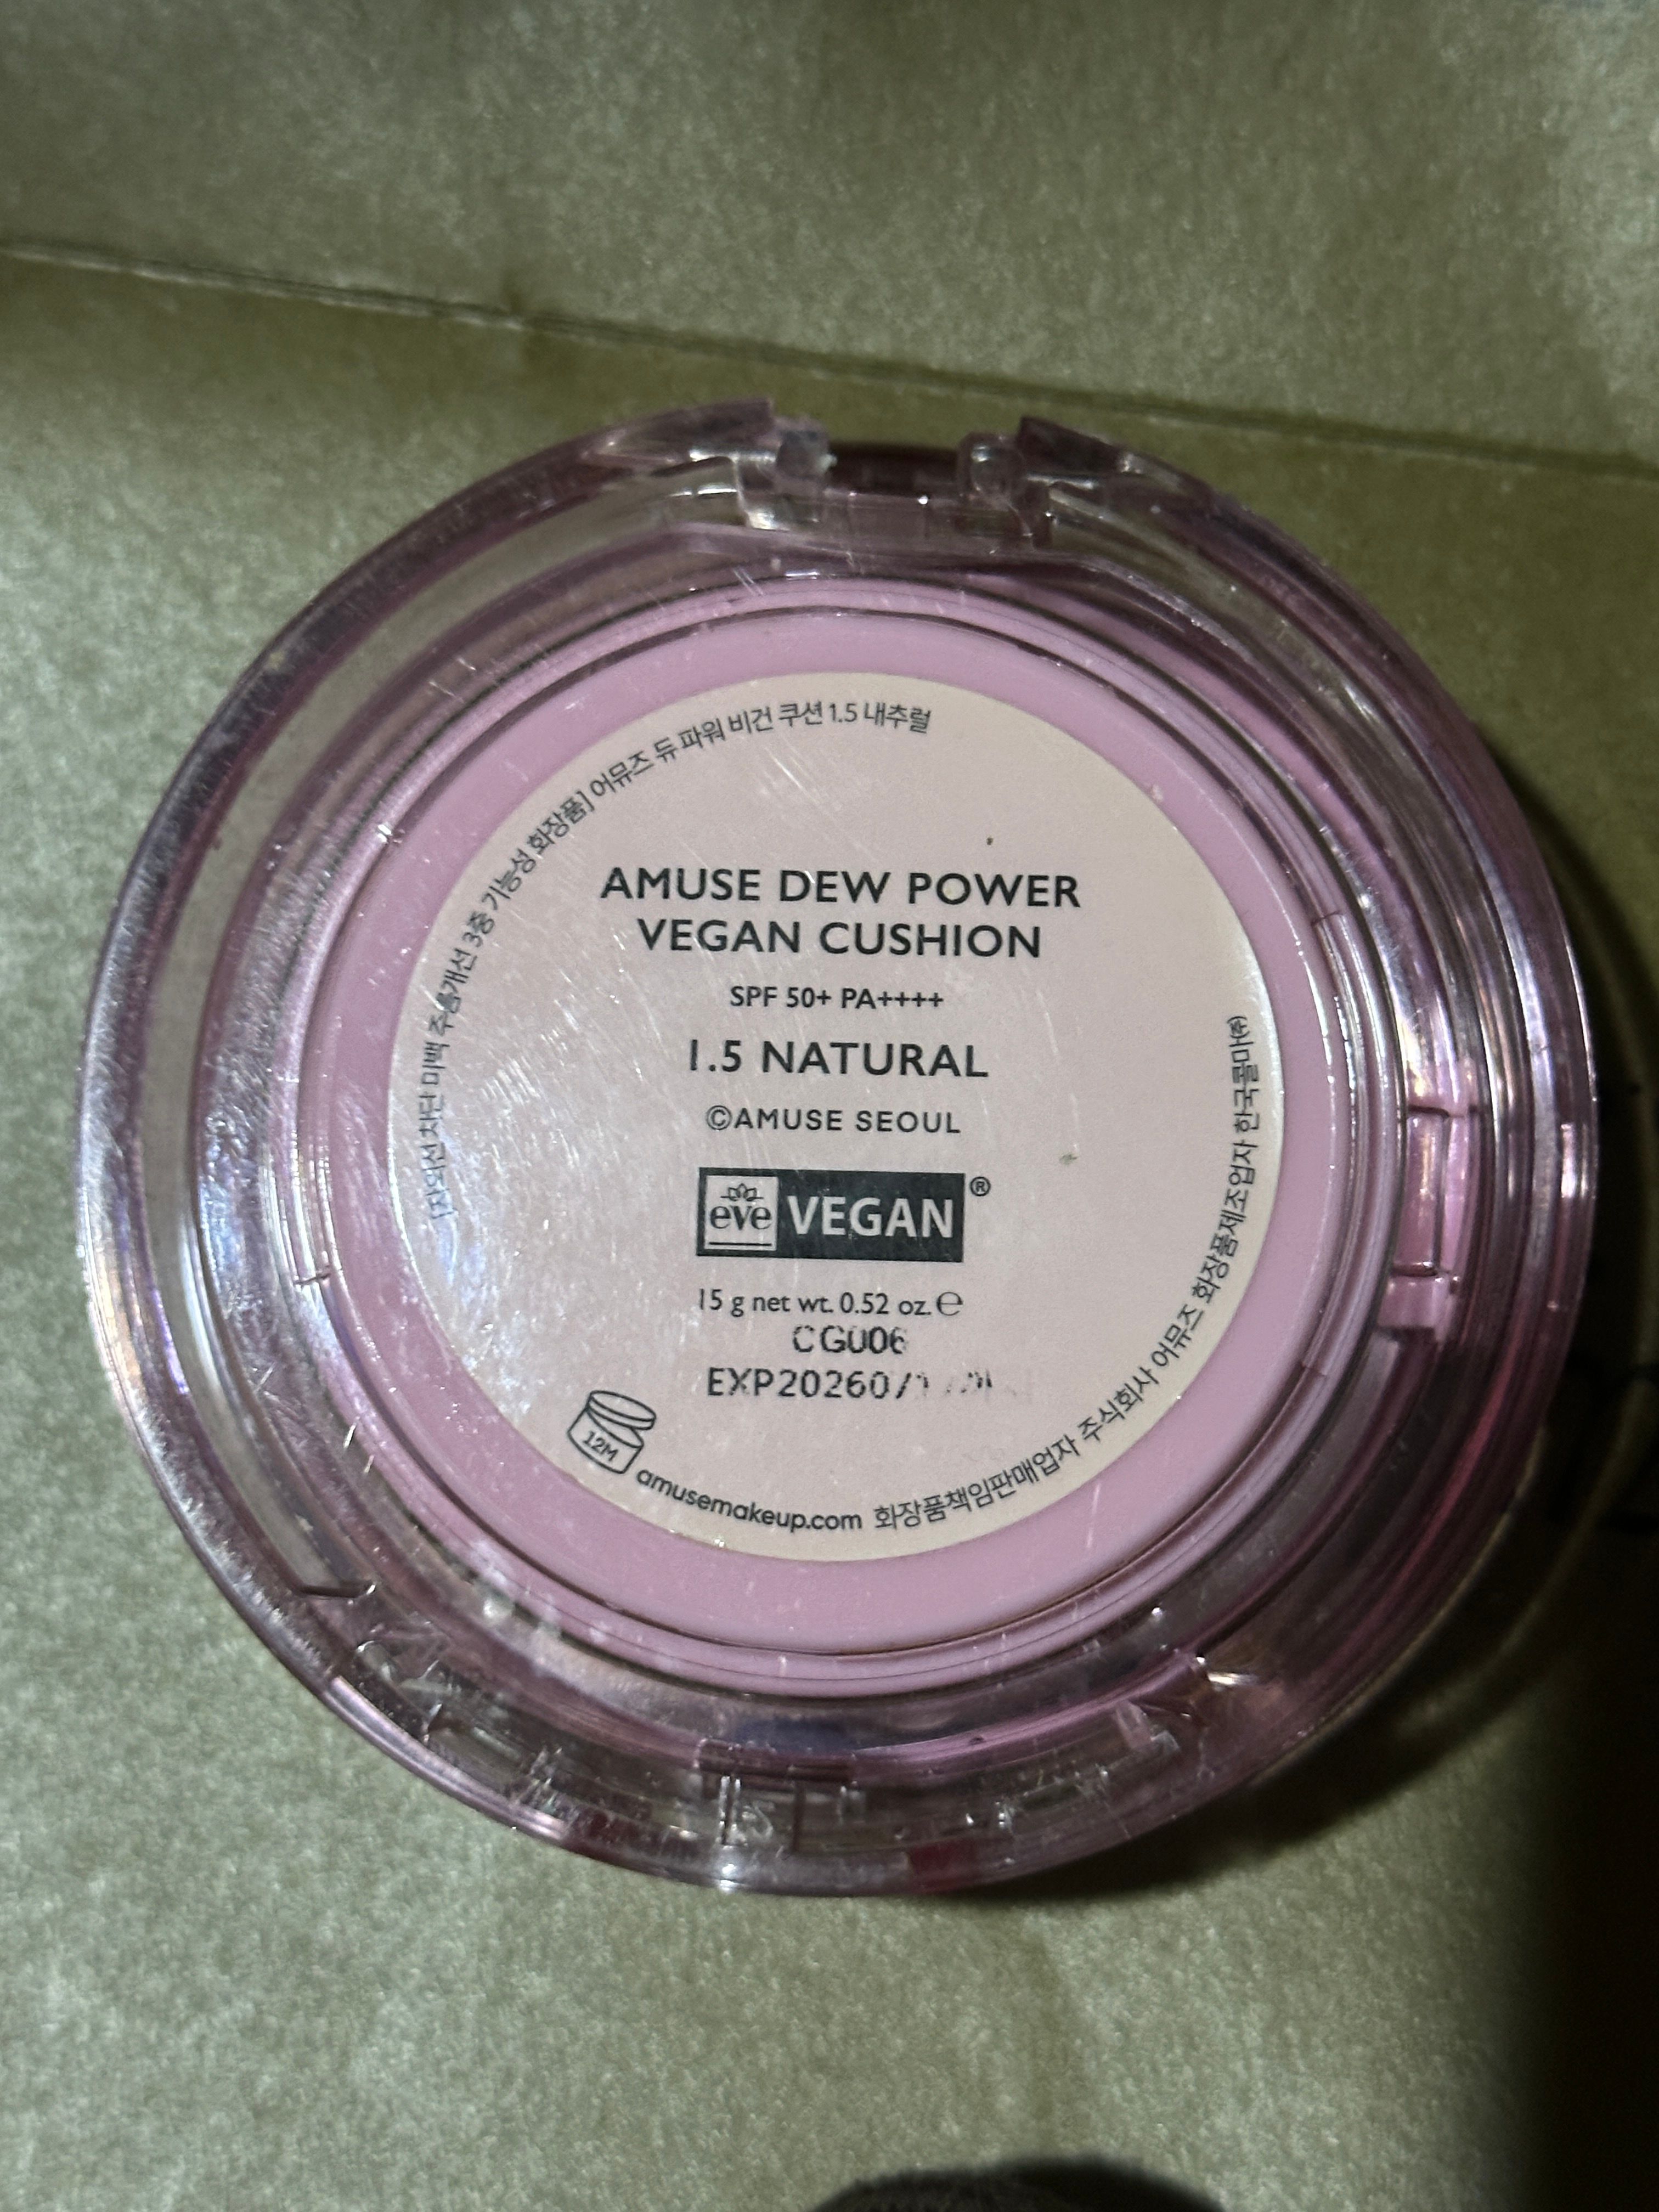 [자외선 차단 미백 주름개선 3중 기능성 화장품] 어뮤즈 듀 파워 비건 쿠션 1.5 내추럴
AMUSE DEW POWER
VEGAN CUSHION
SPF 50+ PA++++
1.5 NATURAL
©AMUSE SEOUL
eve VEGAN®
15 g net wt. 0.52 oz. ℮
CG006
12M
amusemakeup.com 화장품책임판매업자 주식회사 어뮤즈 화장품제조업자 한국콜마(주)